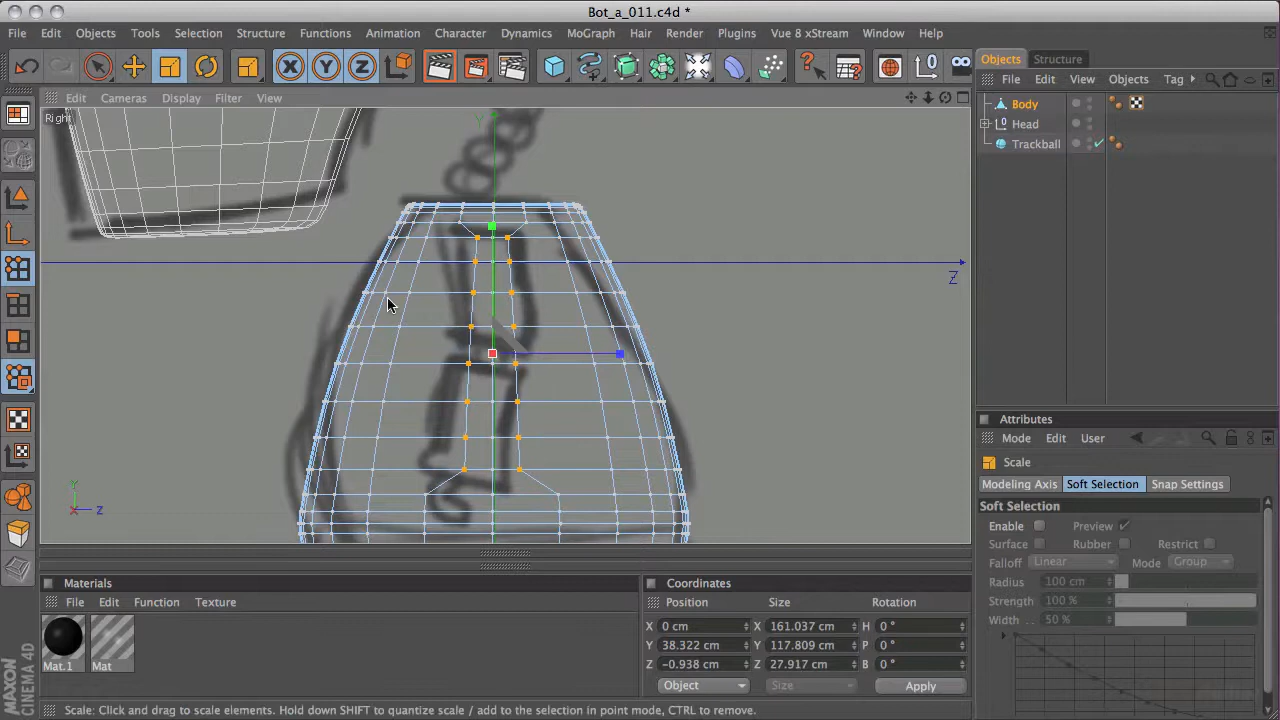 Bot_a_011.c4d *
File Edit Objects Tools Selection Structure Functions Animation Character Dynamics MoGraph Hair Render Plugins Vue 8 xStream Window Help
Objects Structure
File Edit View Objects Tag
Edit Cameras Display Filter View
Right
Y
Z
Body
Head
Trackball
Attributes
Mode Edit User
Scale
Modeling Axis Soft Selection Snap Settings
Soft Selection
Enable Preview
Surface Rubber Restrict
Falloff Linear Mode Group
Radius 100 cm
Strength 100 %
Width . . 50 %
Y
X Z
Materials
File Edit Function Texture
Mat.1 Mat
Coordinates
Position Size Rotation
X 0 cm X 161.037 cm H 0 °
Y 38.322 cm Y 117.809 cm P 0 °
Z -0.938 cm Z 27.917 cm B 0 °
Object Size Apply
MAXON
CINEMA 4D
Scale: Click and drag to scale elements. Hold down SHIFT to quantize scale / add to the selection in point mode, CTRL to remove.